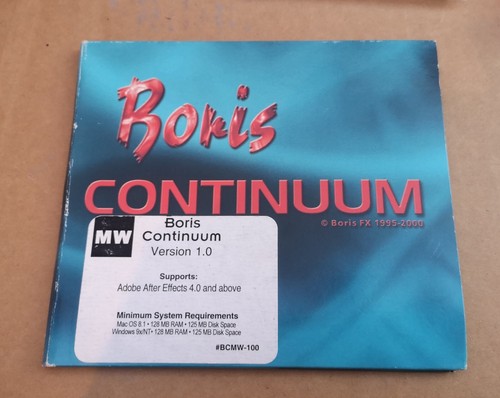 Boris
CONTINUUM
© Boris FX 1995-2000
MW
Boris
Continuum
Version 1.0
Supports:
Adobe After Effects 4.0 and above
Minimum System Requirements
Mac OS 8.1 • 128 MB RAM • 125 MB Disk Space
Windows 9x/NT • 128 MB RAM • 125 MB Disk Space
#BCMW-100